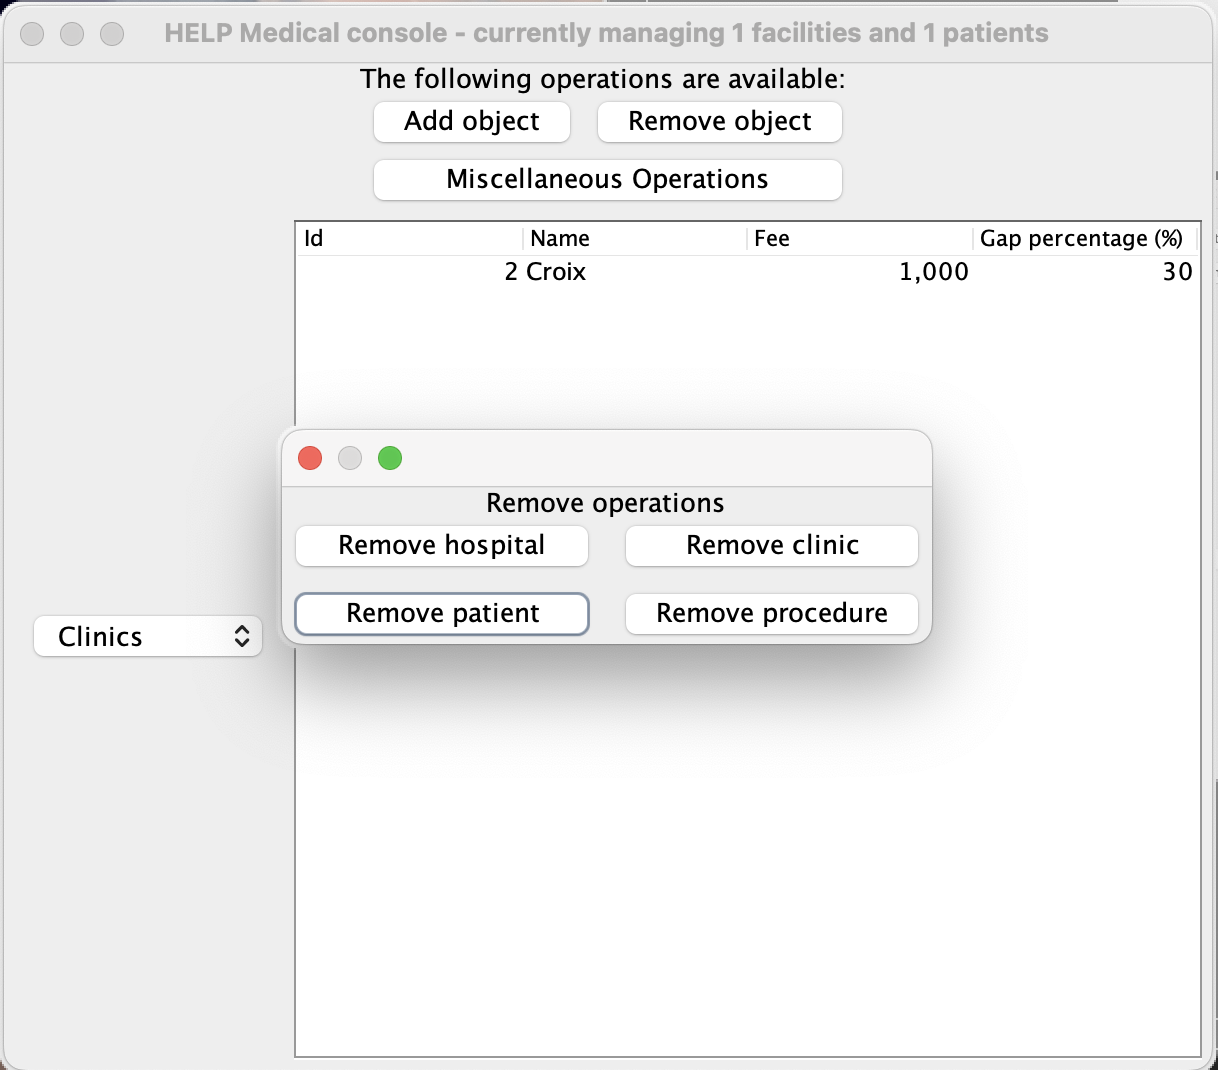 HELP Medical console - currently managing 1 facilities and 1 patients
The following operations are available:
Add object Remove object
Miscellaneous Operations
Id Name Fee Gap percentage (%)
2 Croix 1,000 30
Remove operations
Remove hospital Remove clinic
Remove patient Remove procedure
Clinics